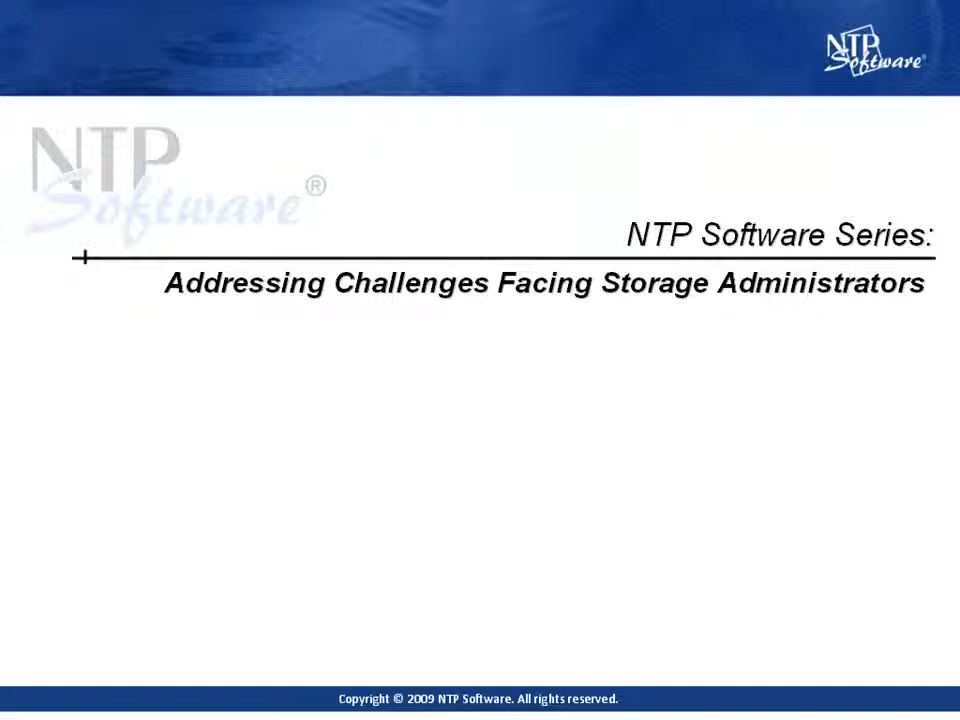 NTP
Software®
NTP
Software®
NTP Software Series:
Addressing Challenges Facing Storage Administrators
Copyright © 2009 NTP Software. All rights reserved.